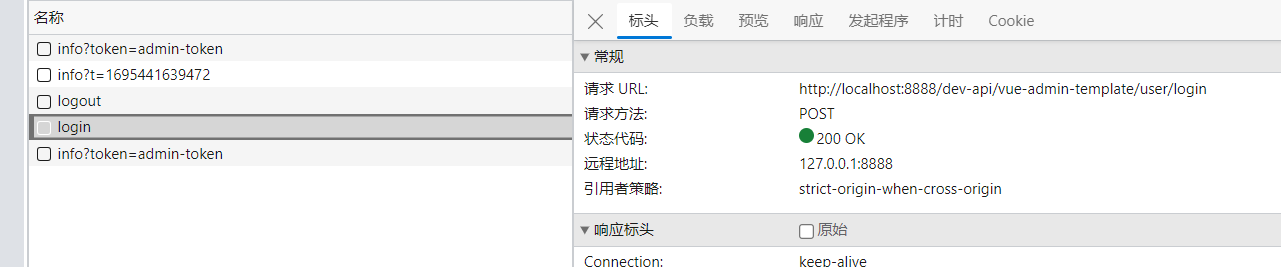 名称
info?token=admin-token
info?t=1695441639472
logout
login
info?token=admin-token
标头 负载 预览 响应 发起程序 计时 Cookie
常规
请求 URL: http://localhost:8888/dev-api/vue-admin-template/user/login
请求方法: POST
状态代码: 200 OK
远程地址: 127.0.0.1:8888
引用者策略: strict-origin-when-cross-origin
响应标头 原始
Connection: keep-alive